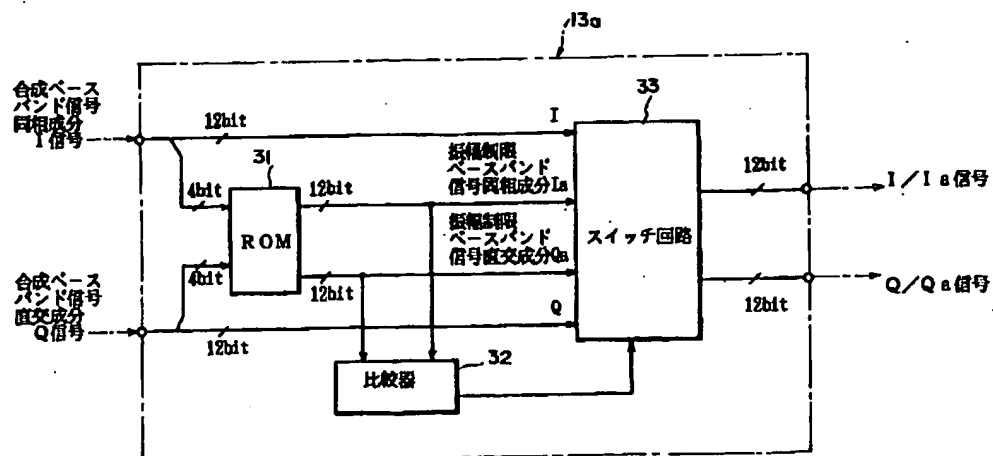 13a
合成ベース
バンド信号
同相成分
I信号
12bit
I
33
31
4bit
12bit
振幅制限
ベースバンド
信号同相成分Ia
12bit
I/Ia信号
ROM
振幅制限
ベースバンド
信号直交成分Qa
スイッチ回路
4bit
12bit
合成ベース
バンド信号
直交成分
Q信号
Q
12bit
Q/Qa信号
12bit
32
比較器